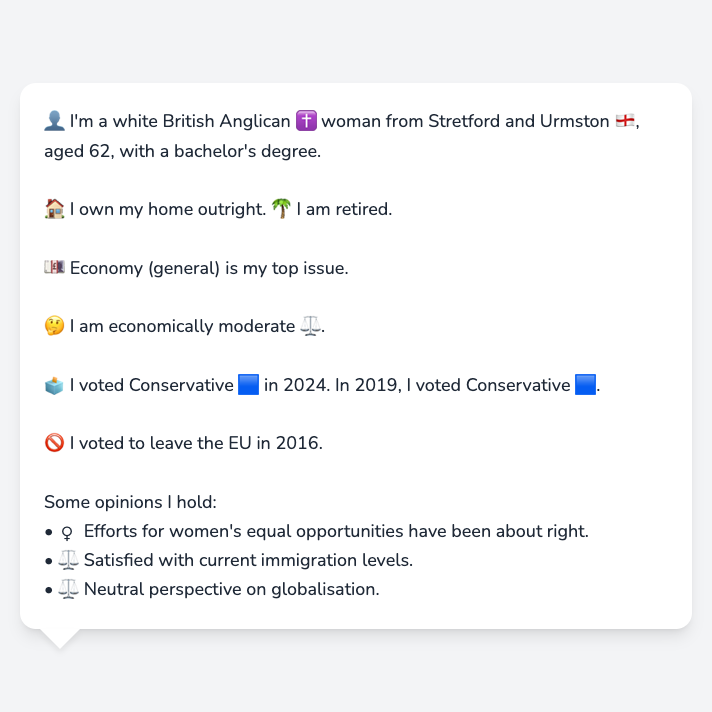 👤 I'm a white British Anglican ✝️ woman from Stretford and Urmston 🏴󠁧󠁢󠁥󠁮󠁧󠁿,
aged 62, with a bachelor's degree.
🏠 I own my home outright. 🌴 I am retired.
💷 Economy (general) is my top issue.
🤔 I am economically moderate ⚖️.
🗳️ I voted Conservative 🟦 in 2024. In 2019, I voted Conservative 🟦.
🚫 I voted to leave the EU in 2016.
Some opinions I hold:
• ♀️ Efforts for women's equal opportunities have been about right.
• ⚖️ Satisfied with current immigration levels.
• ⚖️ Neutral perspective on globalisation.